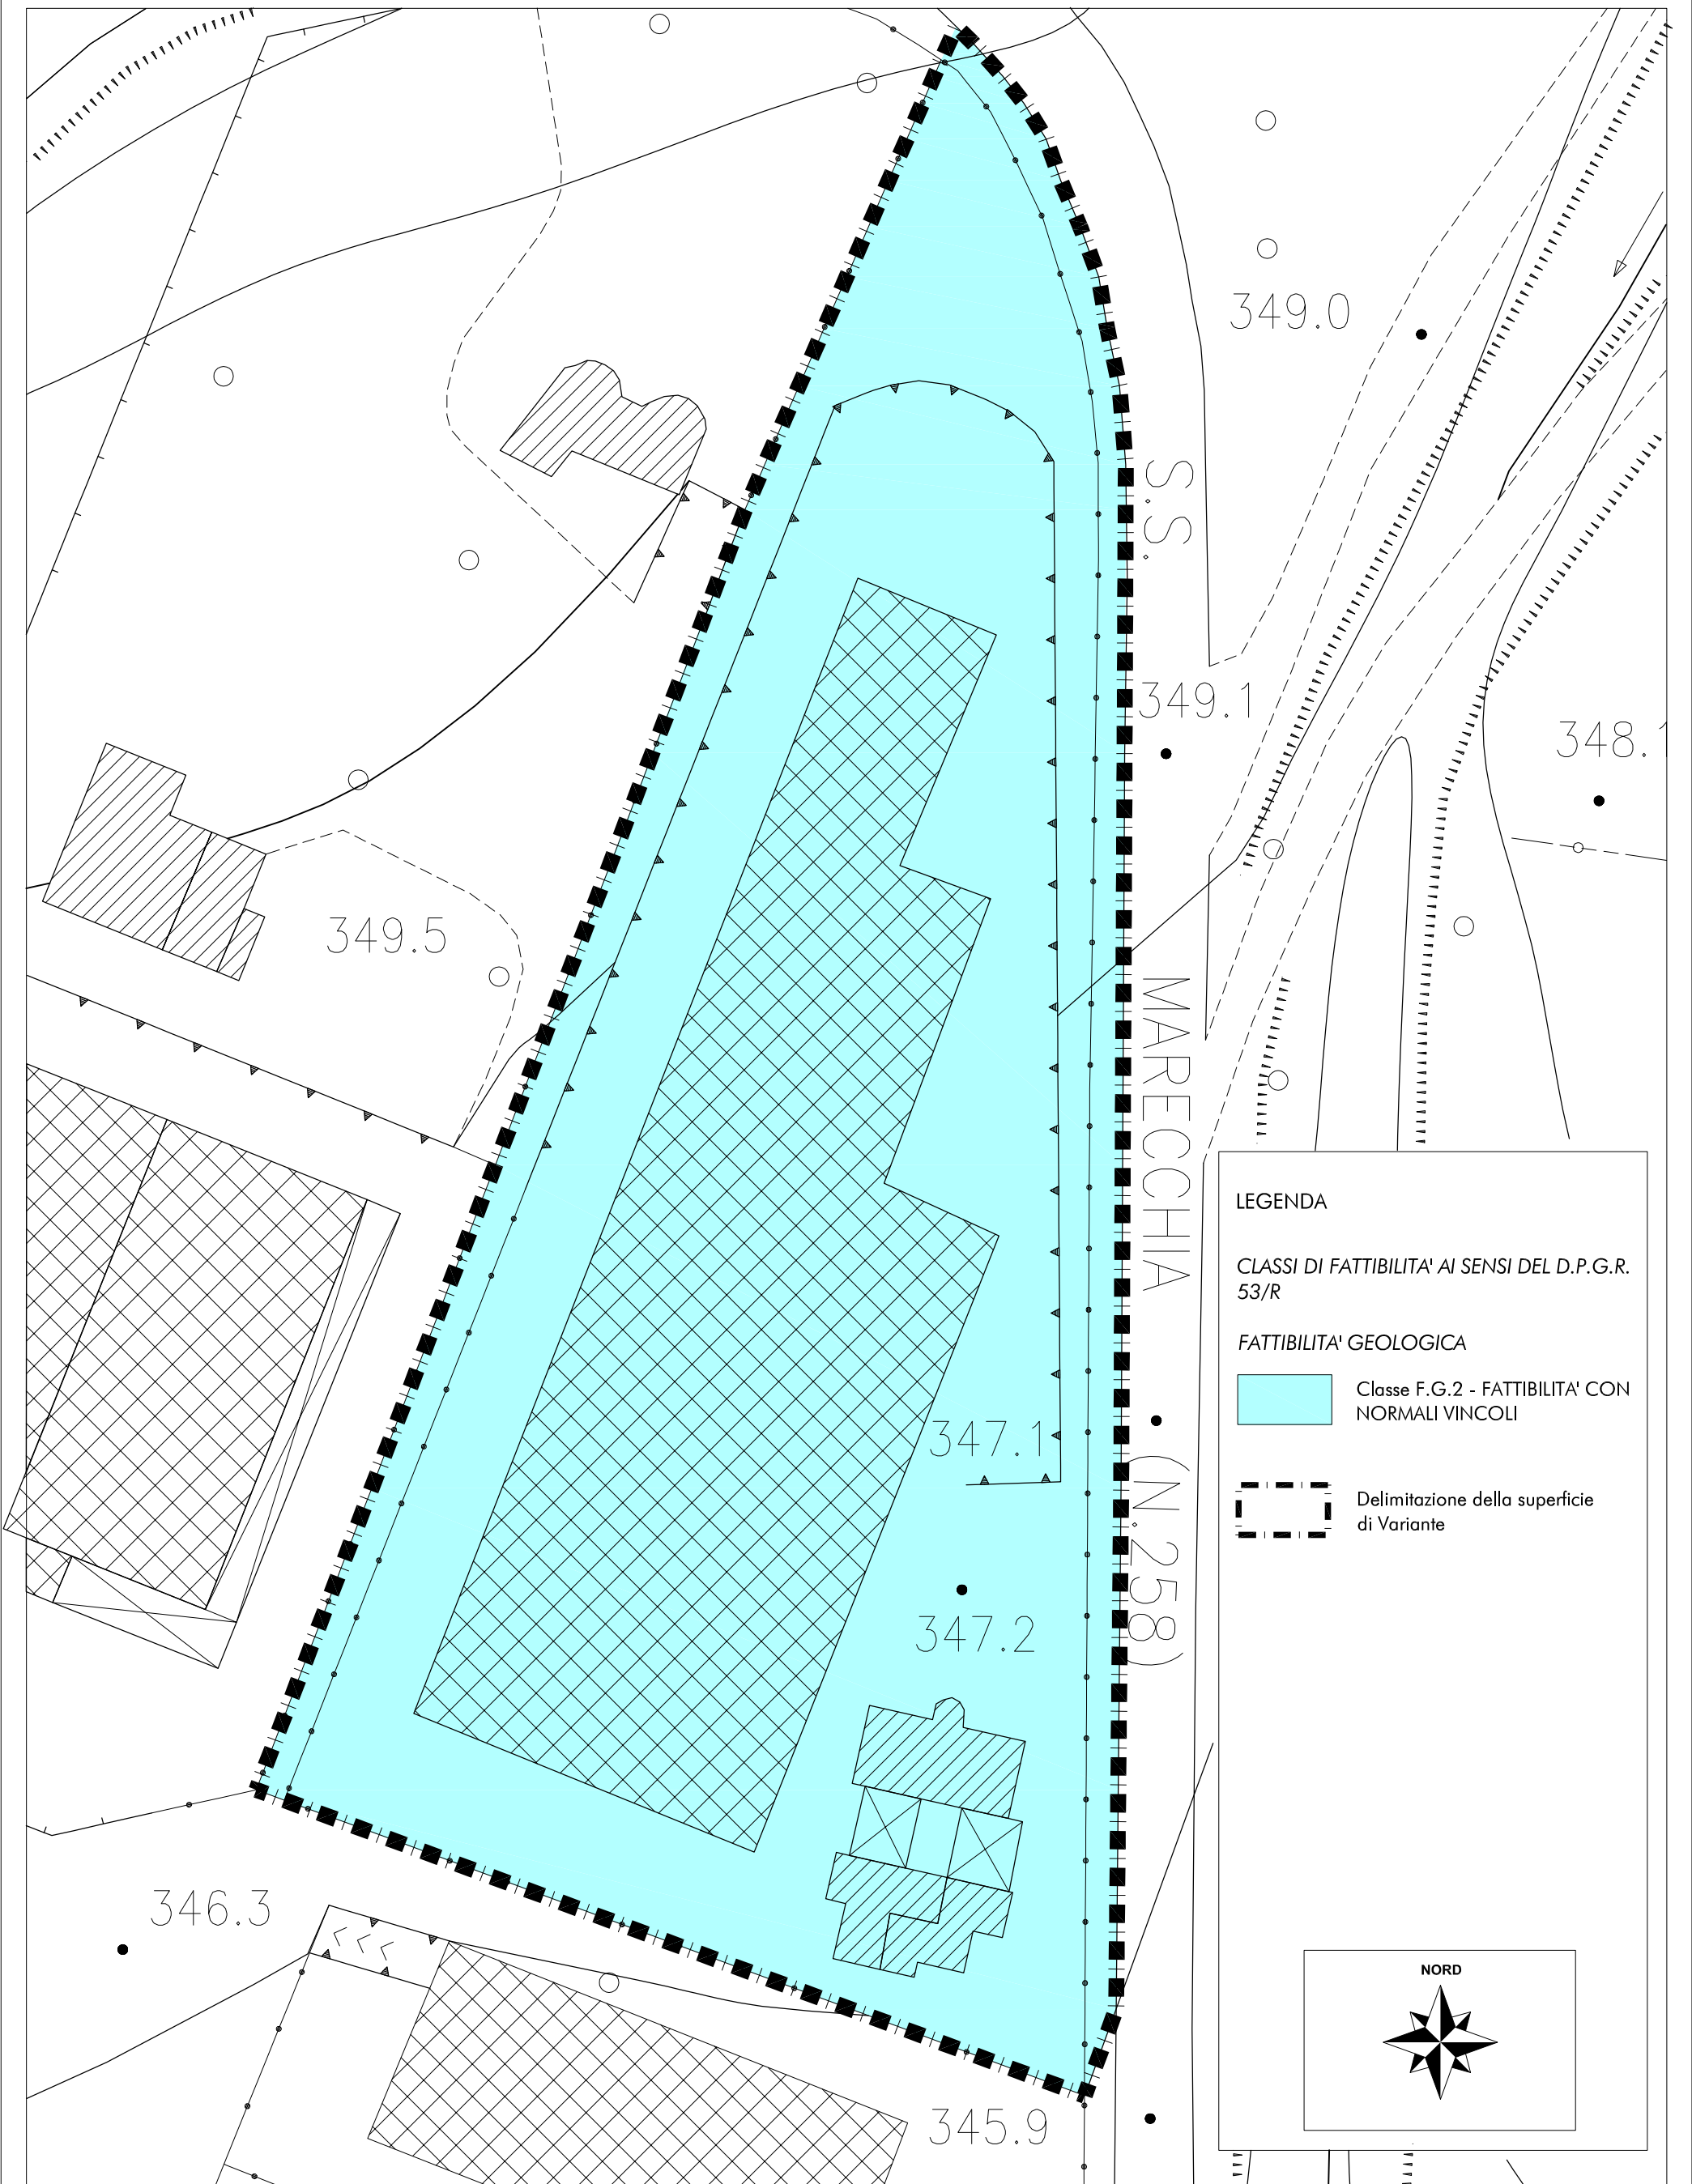 349.0
S.S.
349.1
348.
349.5
MARECCHIA
LEGENDA
CLASSI DI FATTIBILITA' AI SENSI DEL D.P.G.R.
53/R
FATTIBILITA' GEOLOGICA
Classe F.G.2 - FATTIBILITA' CON
NORMALI VINCOLI
347.1
(N.258)
Delimitazione della superficie
di Variante
347.2
346.3
NORD
345.9